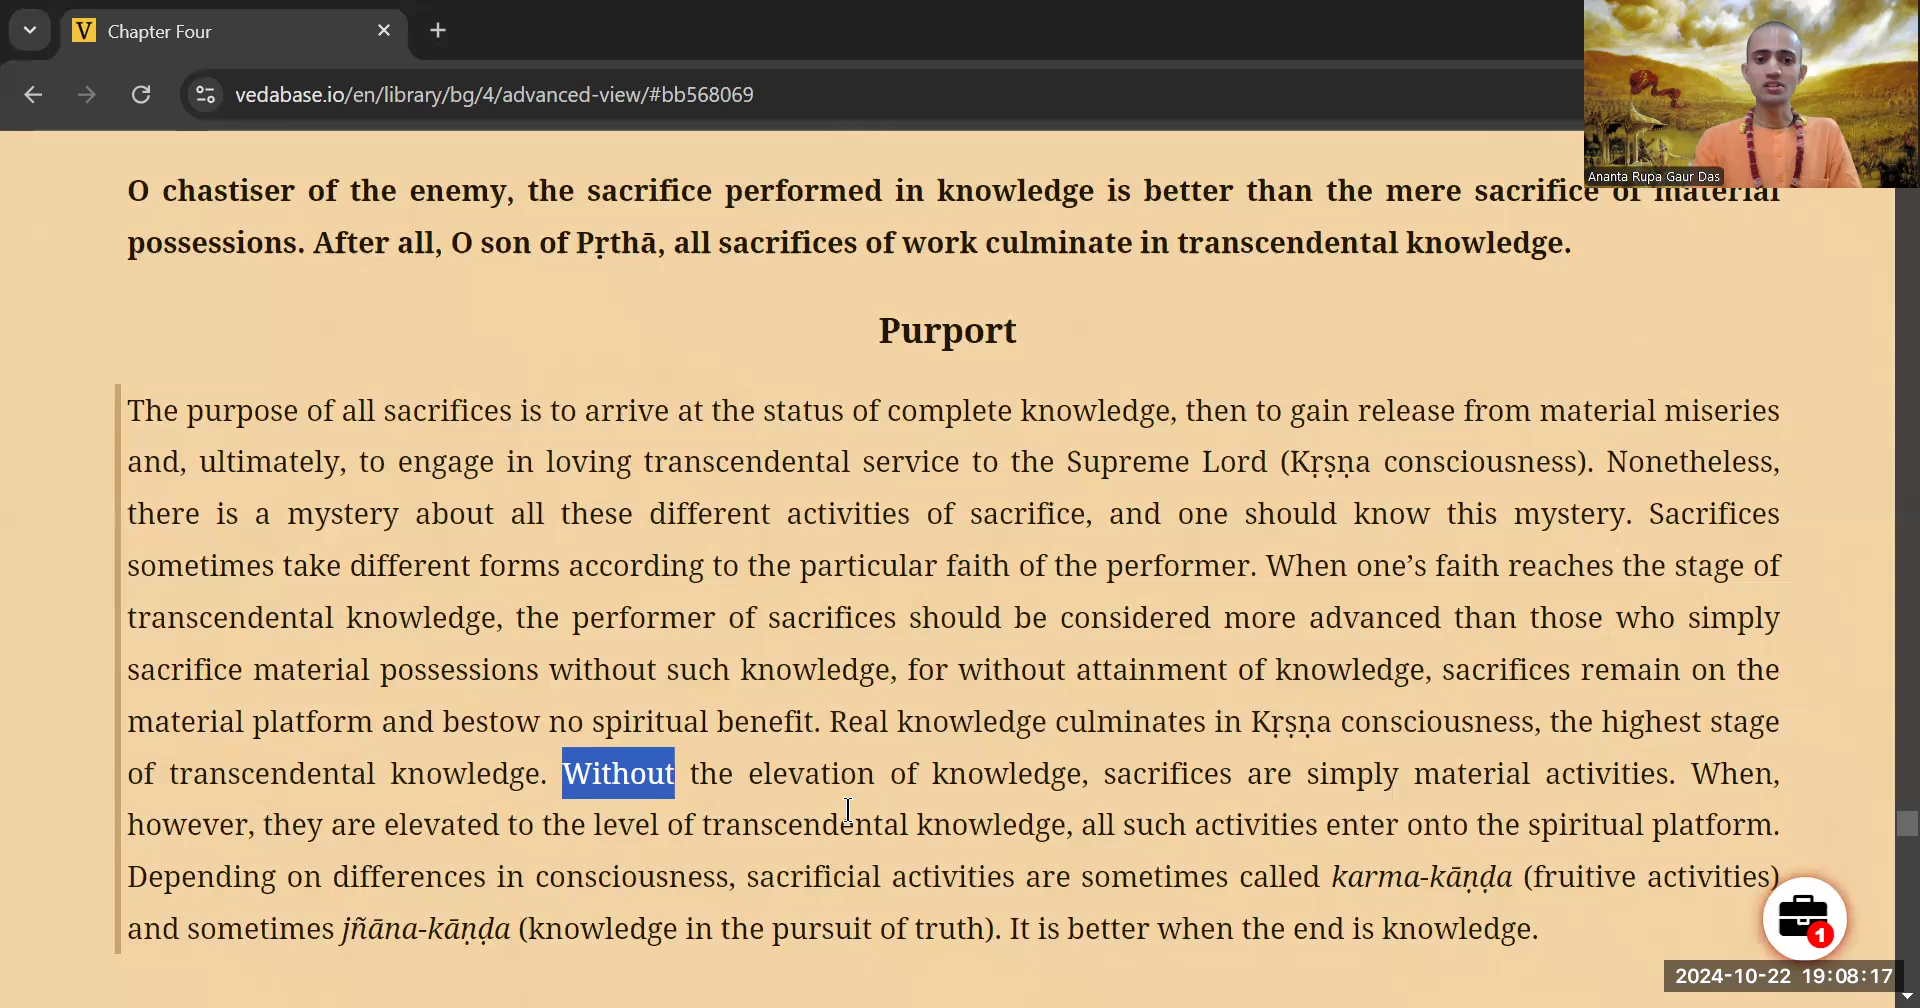 V Chapter Four
vedabase.io/en/library/bg/4/advanced-view/#bb568069
Ananta Rupa Gaur Das
O chastiser of the enemy, the sacrifice performed in knowledge is better than the mere sacrifice of material
possessions. After all, O son of Pṛthā, all sacrifices of work culminate in transcendental knowledge.
Purport
The purpose of all sacrifices is to arrive at the status of complete knowledge, then to gain release from material miseries
and, ultimately, to engage in loving transcendental service to the Supreme Lord (Kṛṣṇa consciousness). Nonetheless,
there is a mystery about all these different activities of sacrifice, and one should know this mystery. Sacrifices
sometimes take different forms according to the particular faith of the performer. When one’s faith reaches the stage of
transcendental knowledge, the performer of sacrifices should be considered more advanced than those who simply
sacrifice material possessions without such knowledge, for without attainment of knowledge, sacrifices remain on the
material platform and bestow no spiritual benefit. Real knowledge culminates in Kṛṣṇa consciousness, the highest stage
of transcendental knowledge. Without the elevation of knowledge, sacrifices are simply material activities. When,
however, they are elevated to the level of transcendental knowledge, all such activities enter onto the spiritual platform.
Depending on differences in consciousness, sacrificial activities are sometimes called karma-kāṇḍa (fruitive activities)
and sometimes jñāna-kāṇḍa (knowledge in the pursuit of truth). It is better when the end is knowledge.
1
2024-10-22 19:08:17